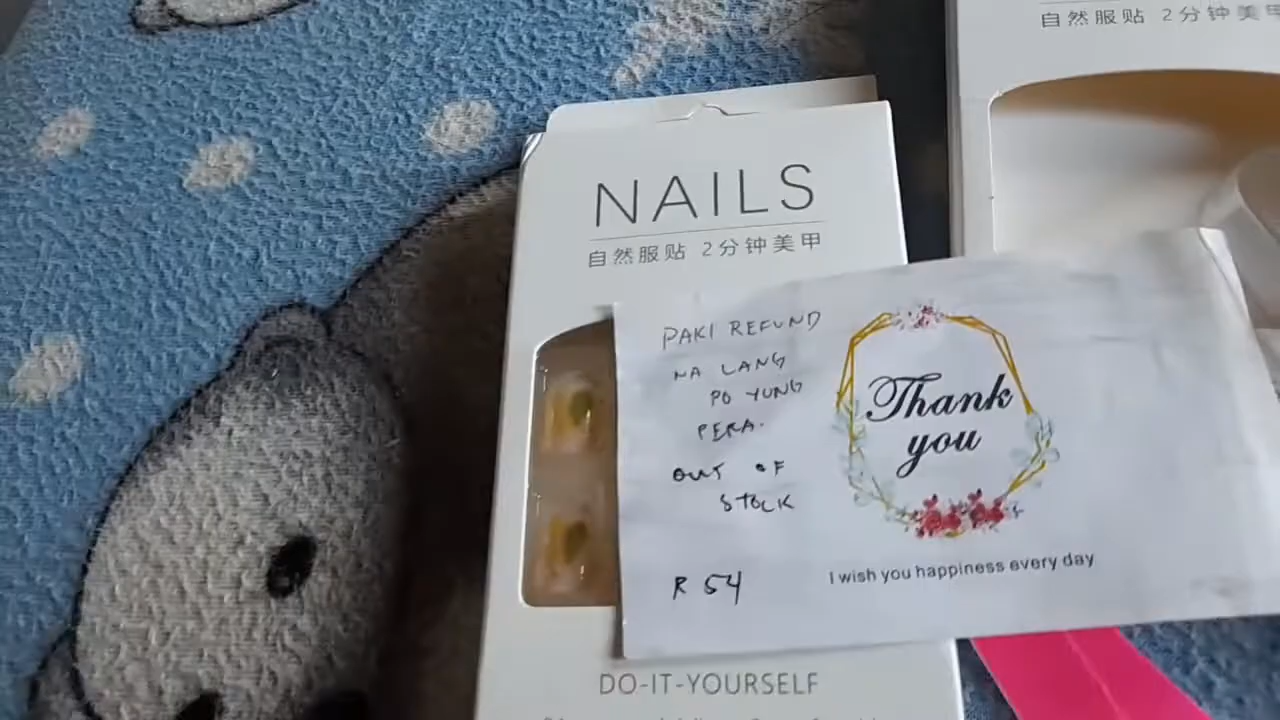 自然服贴 2分钟美甲
NAILS
自然服贴 2分钟美甲
PAKI REFUND
NA LANG
PO YUNG
PERA.
OUT OF
STOCK
R 54
Thank
you
I wish you happiness every day
DO-IT-YOURSELF